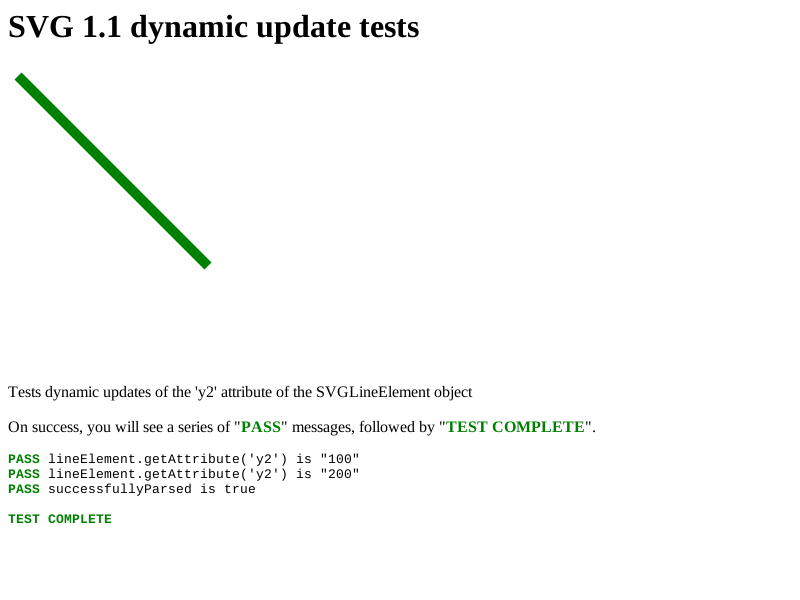 SVG 1.1 dynamic update tests
Tests dynamic updates of the 'y2' attribute of the SVGLineElement object
On success, you will see a series of "PASS" messages, followed by "TEST COMPLETE".
PASS lineElement.getAttribute('y2') is "100"
PASS lineElement.getAttribute('y2') is "200"
PASS successfullyParsed is true
TEST COMPLETE